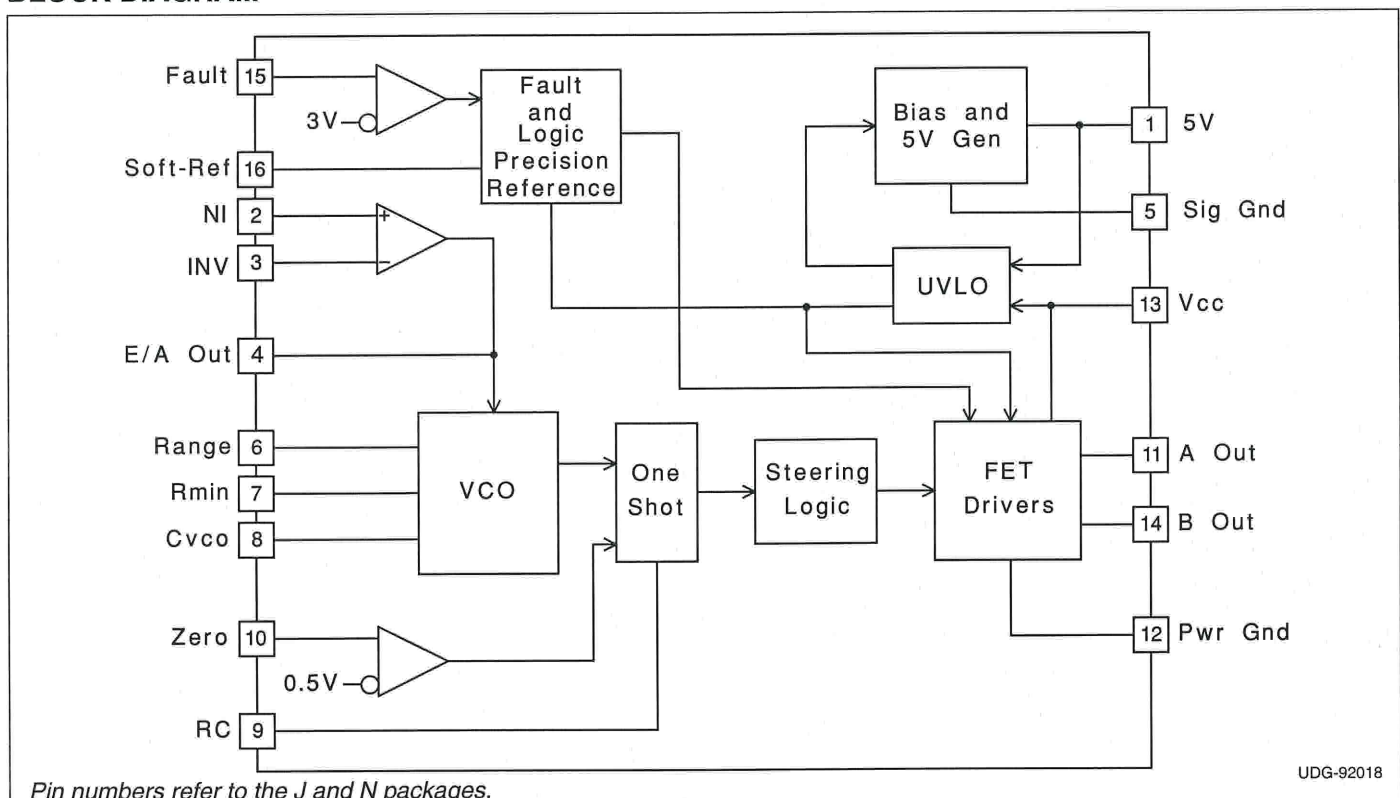 BLOCK DIAGRAM
Fault 15
3V
Fault
and
Logic
Precision
Reference
Soft-Ref 16
NI 2
+
INV 3
−
E/A Out 4
Range 6
Rmin 7
Cvco 8
VCO
One
Shot
Steering
Logic
FET
Drivers
Zero 10
0.5V
RC 9
Bias and
5V Gen
UVLO
1 5V
5 Sig Gnd
13 Vcc
11 A Out
14 B Out
12 Pwr Gnd
UDG-92018
Pin numbers refer to the J and N packages.